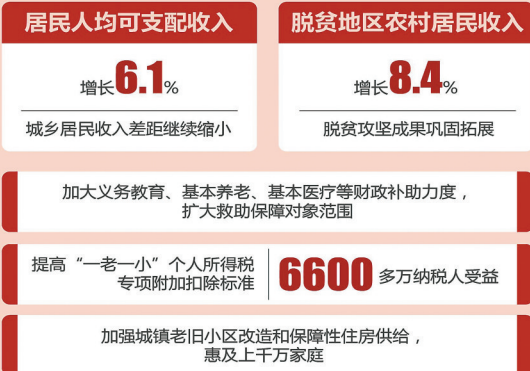 居民人均可支配收入
增长6.1%
城乡居民收入差距继续缩小
脱贫地区农村居民收入
增长8.4%
脱贫攻坚成果巩固拓展
加大义务教育、基本养老、基本医疗等财政补助力度，
扩大救助保障对象范围
提高“一老一小”个人所得税
专项附加扣除标准
6600多万纳税人受益
加强城镇老旧小区改造和保障性住房供给，
惠及上千万家庭